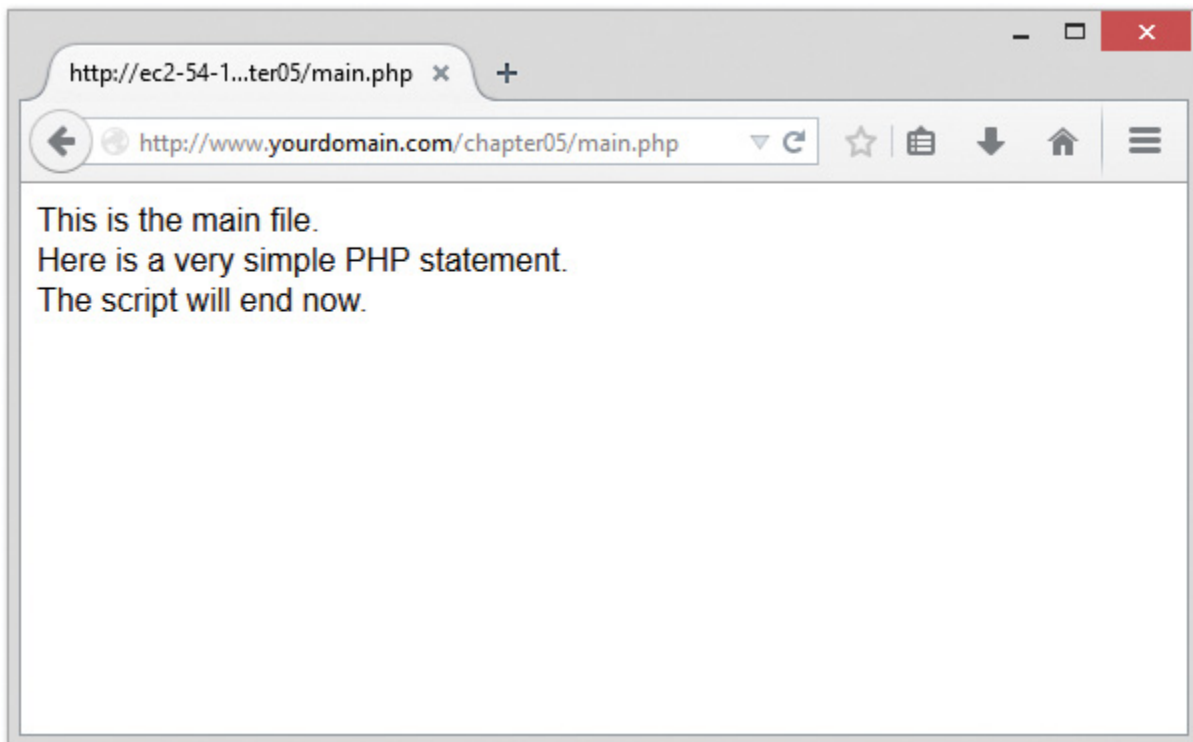 http://ec2-54-1...ter05/main.php
http://www.yourdomain.com/chapter05/main.php
This is the main file.
Here is a very simple PHP statement.
The script will end now.